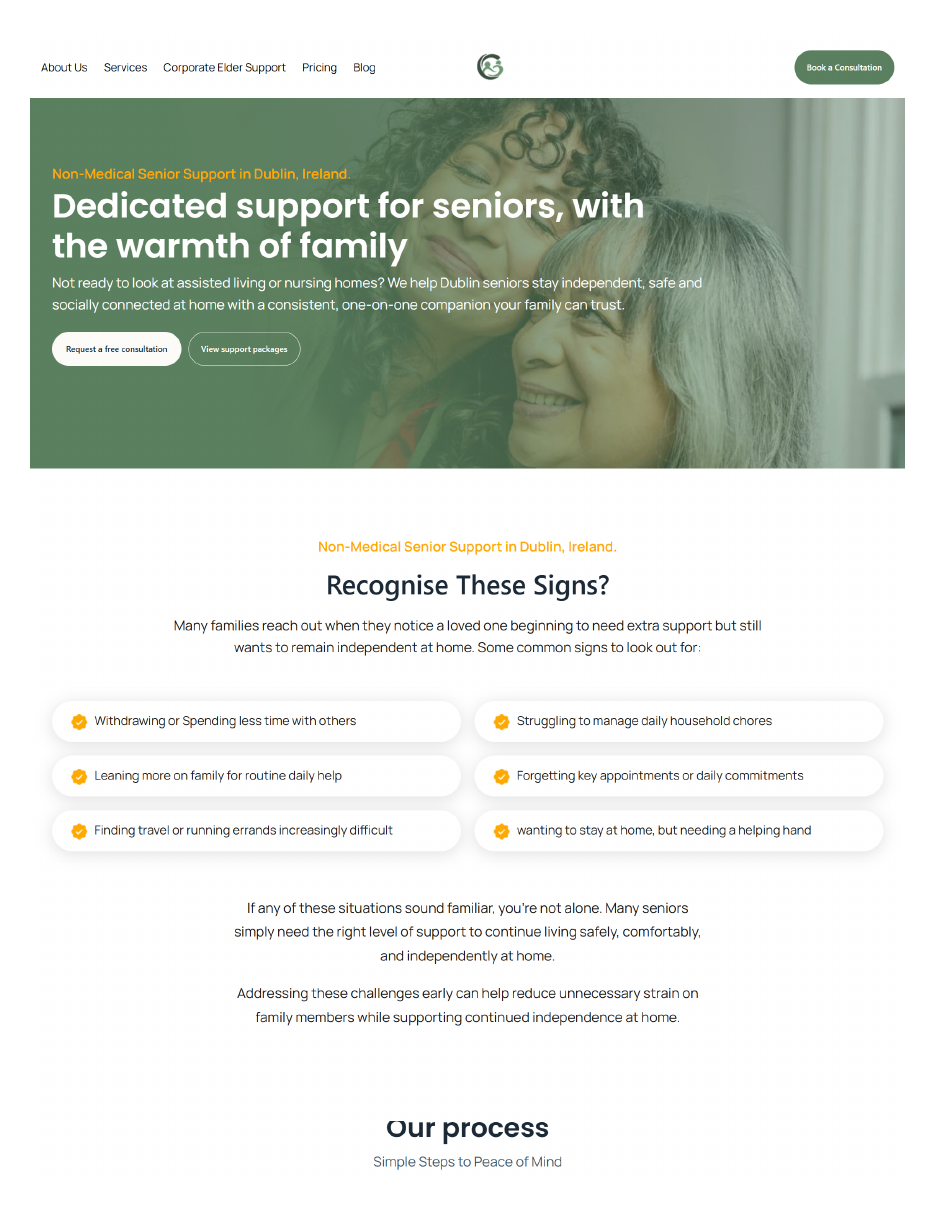 About Us Services Corporate Elder Support Pricing Blog
Book a Consultation
Non-Medical Senior Support in Dublin, Ireland.
Dedicated support for seniors, with
the warmth of family
Not ready to look at assisted living or nursing homes? We help Dublin seniors stay independent, safe and
socially connected at home with a consistent, one-on-one companion your family can trust.
Request a free consultation View support packages
Non-Medical Senior Support in Dublin, Ireland.
Recognise These Signs?
Many families reach out when they notice a loved one beginning to need extra support but still
wants to remain independent at home. Some common signs to look out for:
Withdrawing or Spending less time with others
Struggling to manage daily household chores
Leaning more on family for routine daily help
Forgetting key appointments or daily commitments
Finding travel or running errands increasingly difficult
wanting to stay at home, but needing a helping hand
If any of these situations sound familiar, you're not alone. Many seniors
simply need the right level of support to continue living safely, comfortably,
and independently at home.
Addressing these challenges early can help reduce unnecessary strain on
family members while supporting continued independence at home.
Our process
Simple Steps to Peace of Mind